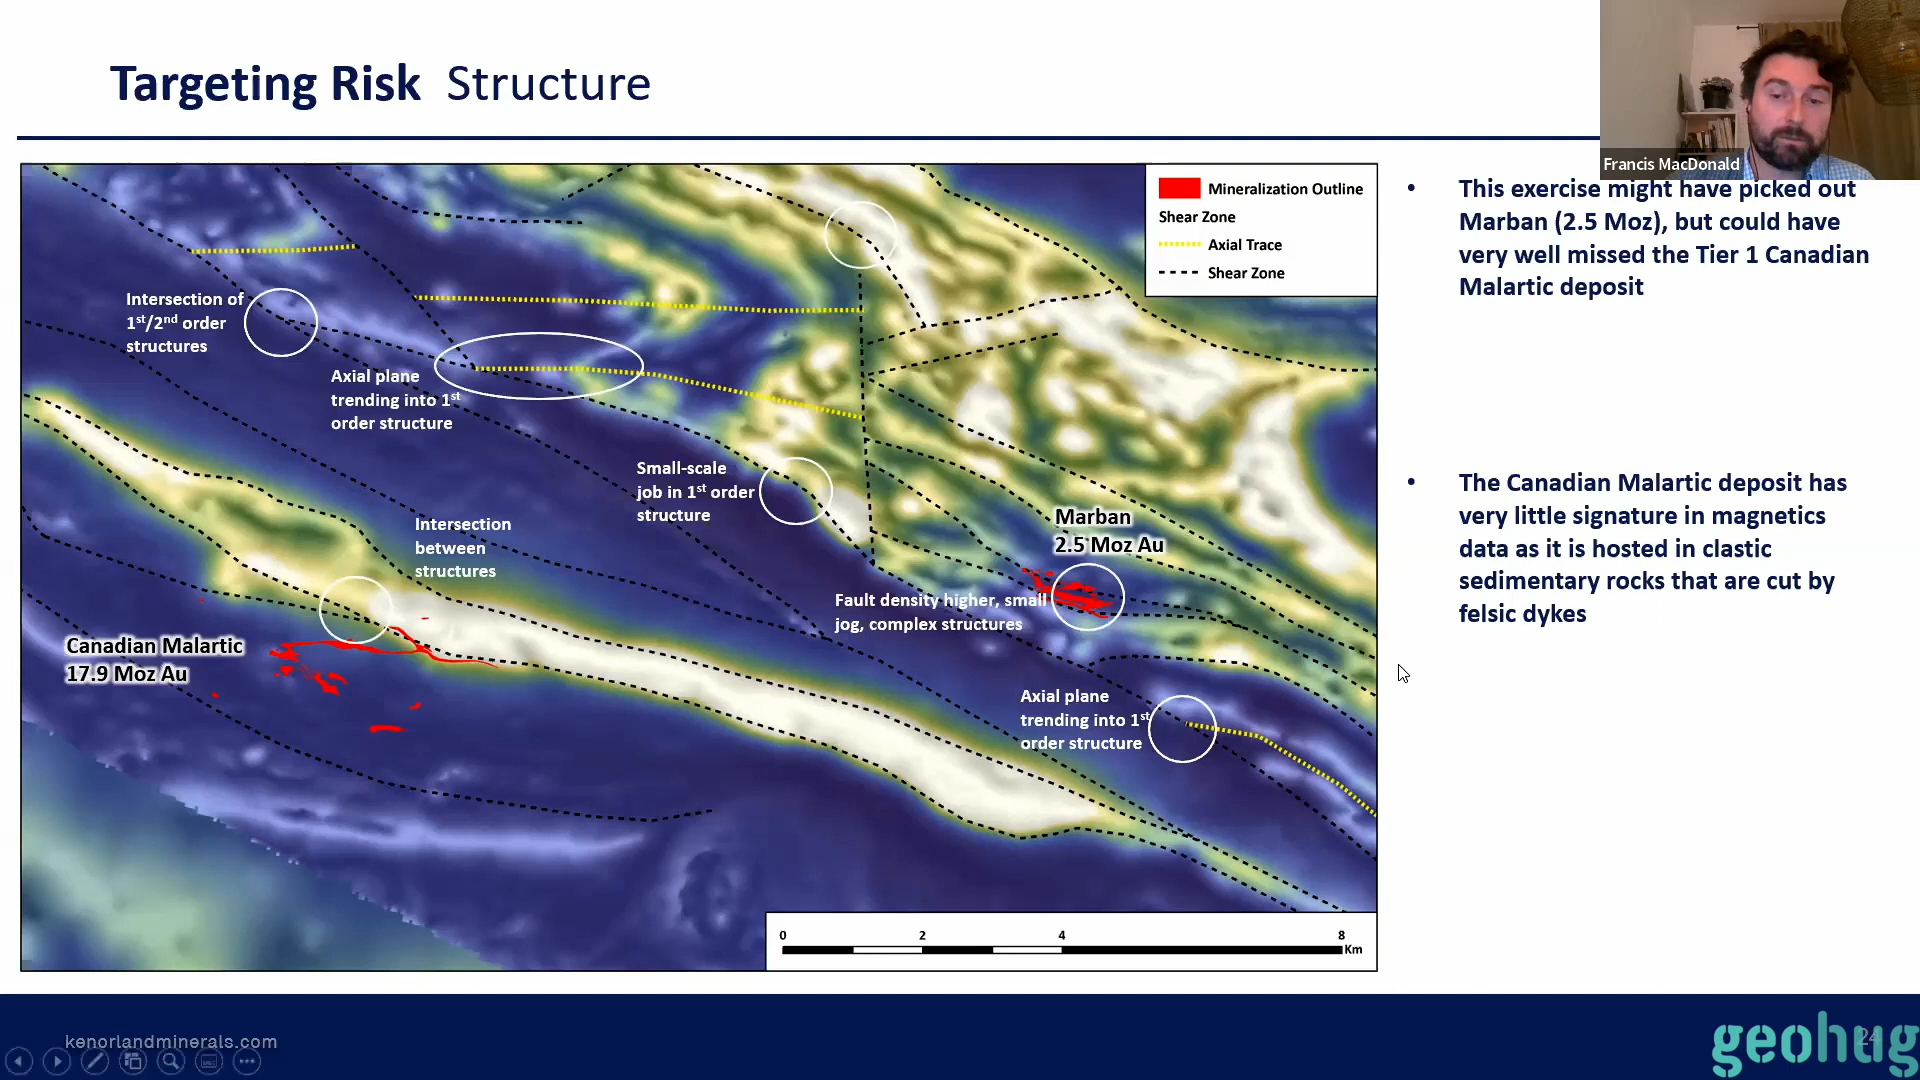 Targeting Risk Structure
Francis MacDonald
Mineralization Outline
Shear Zone
Axial Trace
Shear Zone
Intersection of
1st/2nd order
structures
Axial plane
trending into 1st
order structure
Small-scale
job in 1st order
structure
Intersection
between
structures
Marban
2.5 Moz Au
Fault density higher, small
jog, complex structures
Canadian Malartic
17.9 Moz Au
Axial plane
trending into 1st
order structure
0 2 4 8
Km
• This exercise might have picked out
Marban (2.5 Moz), but could have
very well missed the Tier 1 Canadian
Malartic deposit
• The Canadian Malartic deposit has
very little signature in magnetics
data as it is hosted in clastic
sedimentary rocks that are cut by
felsic dykes
kenorlandminerals.com
24
geohug